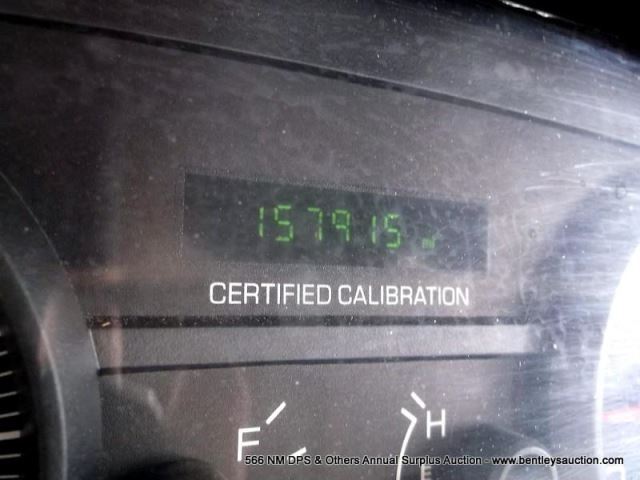 157915 mi
CERTIFIED CALIBRATION
F H
566 NM DPS & Others Annual Surplus Auction - www.bentleysauction.com